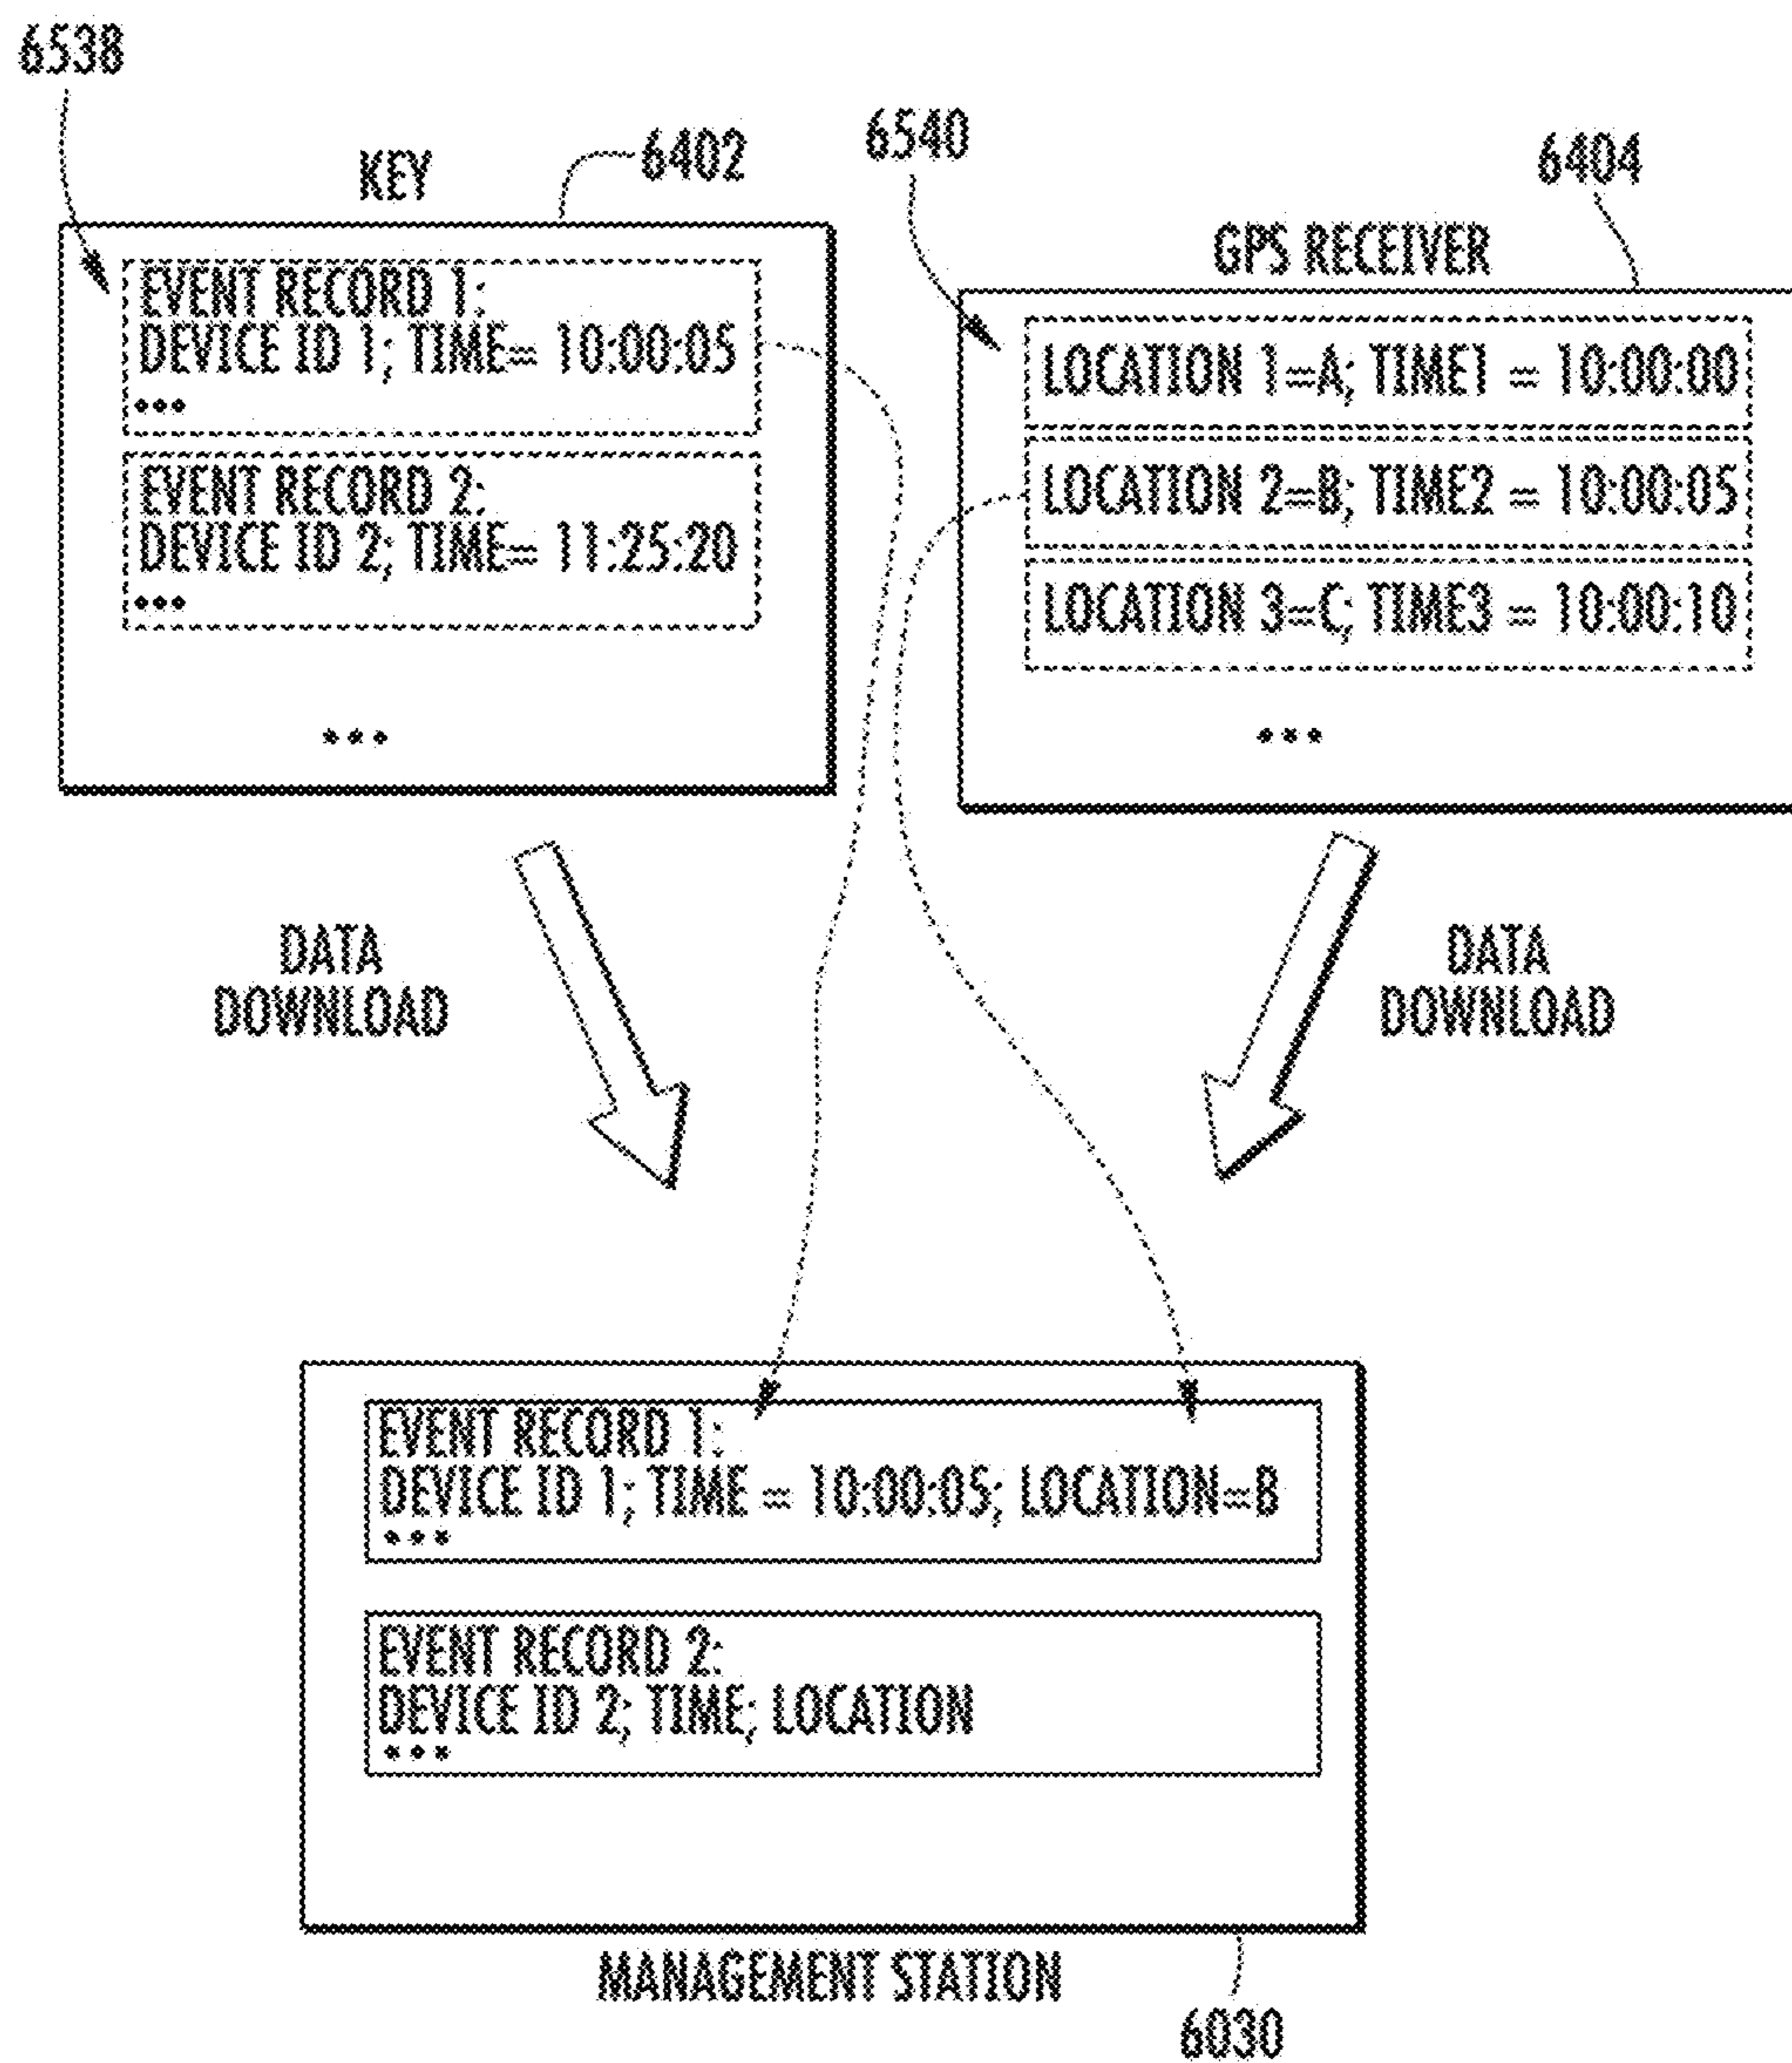 6538
KEY
6402
EVENT RECORD 1:
DEVICE ID 1; TIME= 10:00:05
•••
EVENT RECORD 2:
DEVICE ID 2; TIME= 11:25:20
•••
•••
6540
6404
GPS RECEIVER
LOCATION 1=A; TIME1 = 10:00:00
LOCATION 2=B; TIME2 = 10:00:05
LOCATION 3=C; TIME3 = 10:00:10
•••
DATA
DOWNLOAD
DATA
DOWNLOAD
EVENT RECORD 1:
DEVICE ID 1; TIME = 10:00:05; LOCATION=B
•••
EVENT RECORD 2:
DEVICE ID 2; TIME; LOCATION
•••
MANAGEMENT STATION
6030